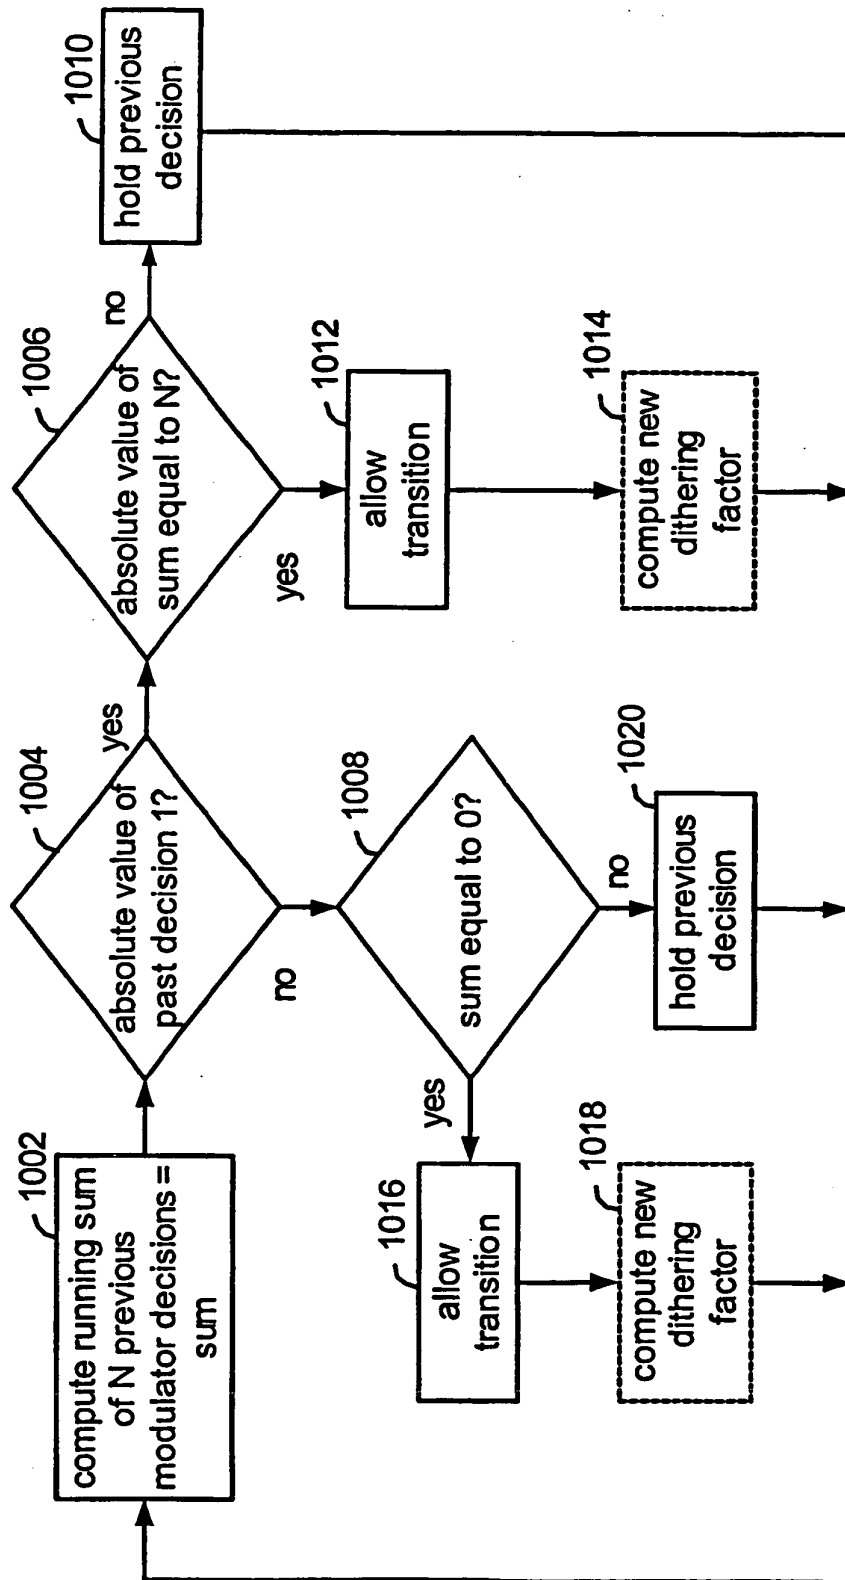 1002
compute running sum
of N previous
modulator decisions =
sum
1004
absolute value of
past decision 1?
yes
no
1006
absolute value of
sum equal to N?
no
yes
1010
hold previous
decision
1012
allow
transition
1014
compute new
dithering
factor
1008
sum equal to 0?
yes
no
1016
allow
transition
1018
compute new
dithering
factor
1020
hold previous
decision